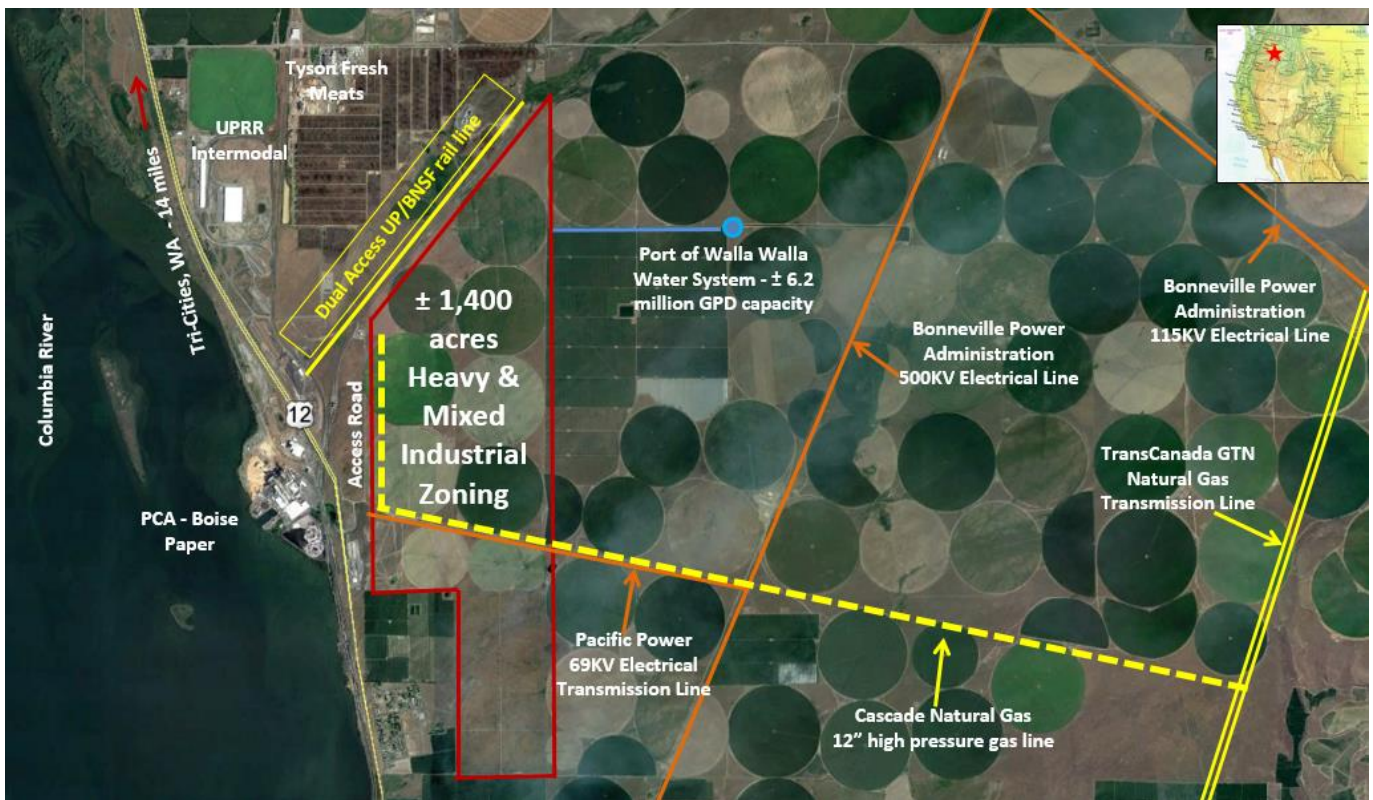 Tyson Fresh
Meats
UPRR
Intermodal
Dual Access UP/BNSF rail line
Tri-Cities, WA - 14 miles
Columbia River
12
Access Road
± 1,400
acres
Heavy &
Mixed
Industrial
Zoning
Port of Walla Walla
Water System - ± 6.2
million GPD capacity
Bonneville Power
Administration
500KV Electrical Line
Bonneville Power
Administration
115KV Electrical Line
TransCanada GTN
Natural Gas
Transmission Line
PCA - Boise
Paper
Pacific Power
69KV Electrical
Transmission Line
Cascade Natural Gas
12” high pressure gas line